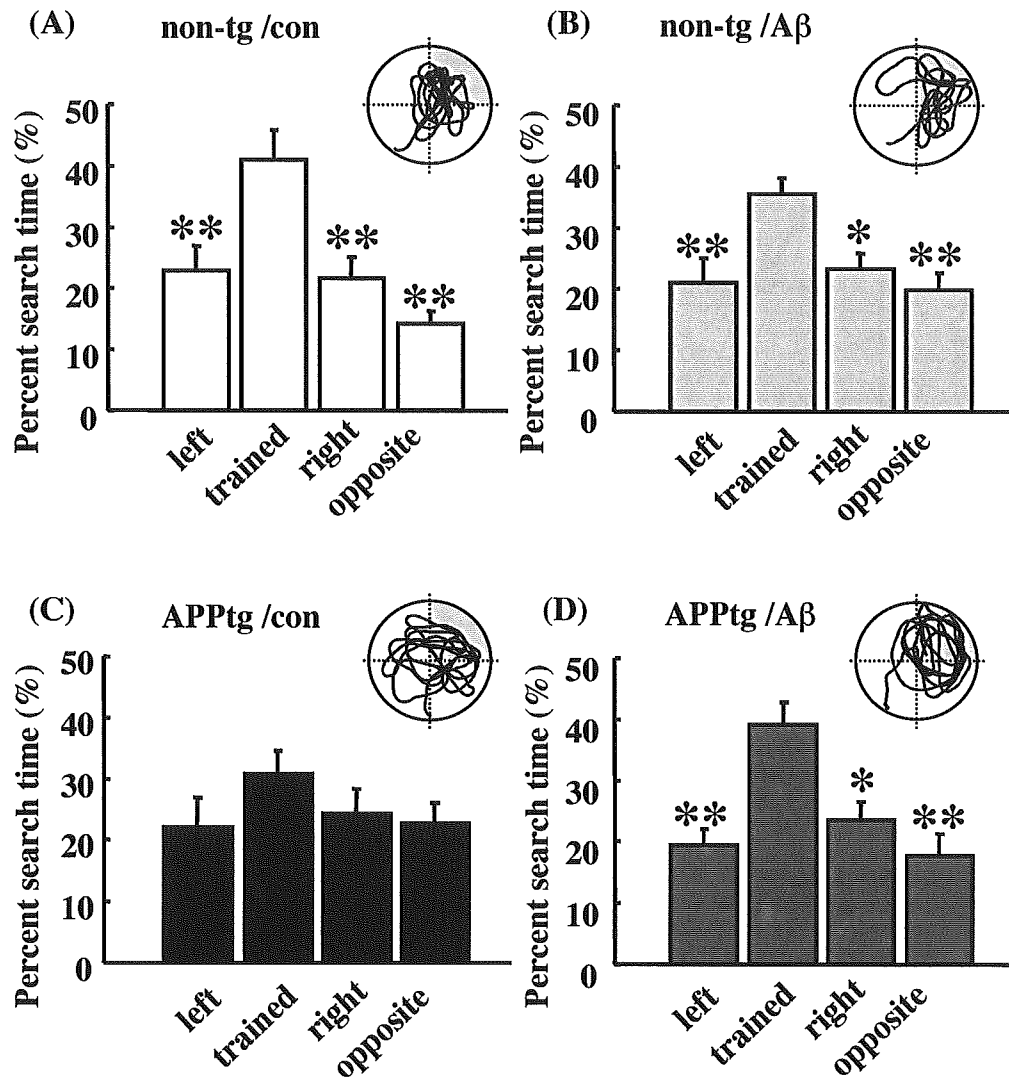 (A) non-tg /con
Percent search time (%)
50
40
30
20
10
0
**
**
**
left
trained
right
opposite
(B) non-tg /Aβ
Percent search time (%)
50
40
30
20
10
0
**
*
**
left
trained
right
opposite
(C) APPtg /con
Percent search time (%)
50
40
30
20
10
0
left
trained
right
opposite
(D) APPtg /Aβ
Percent search time (%)
50
40
30
20
10
0
**
*
**
left
trained
right
opposite